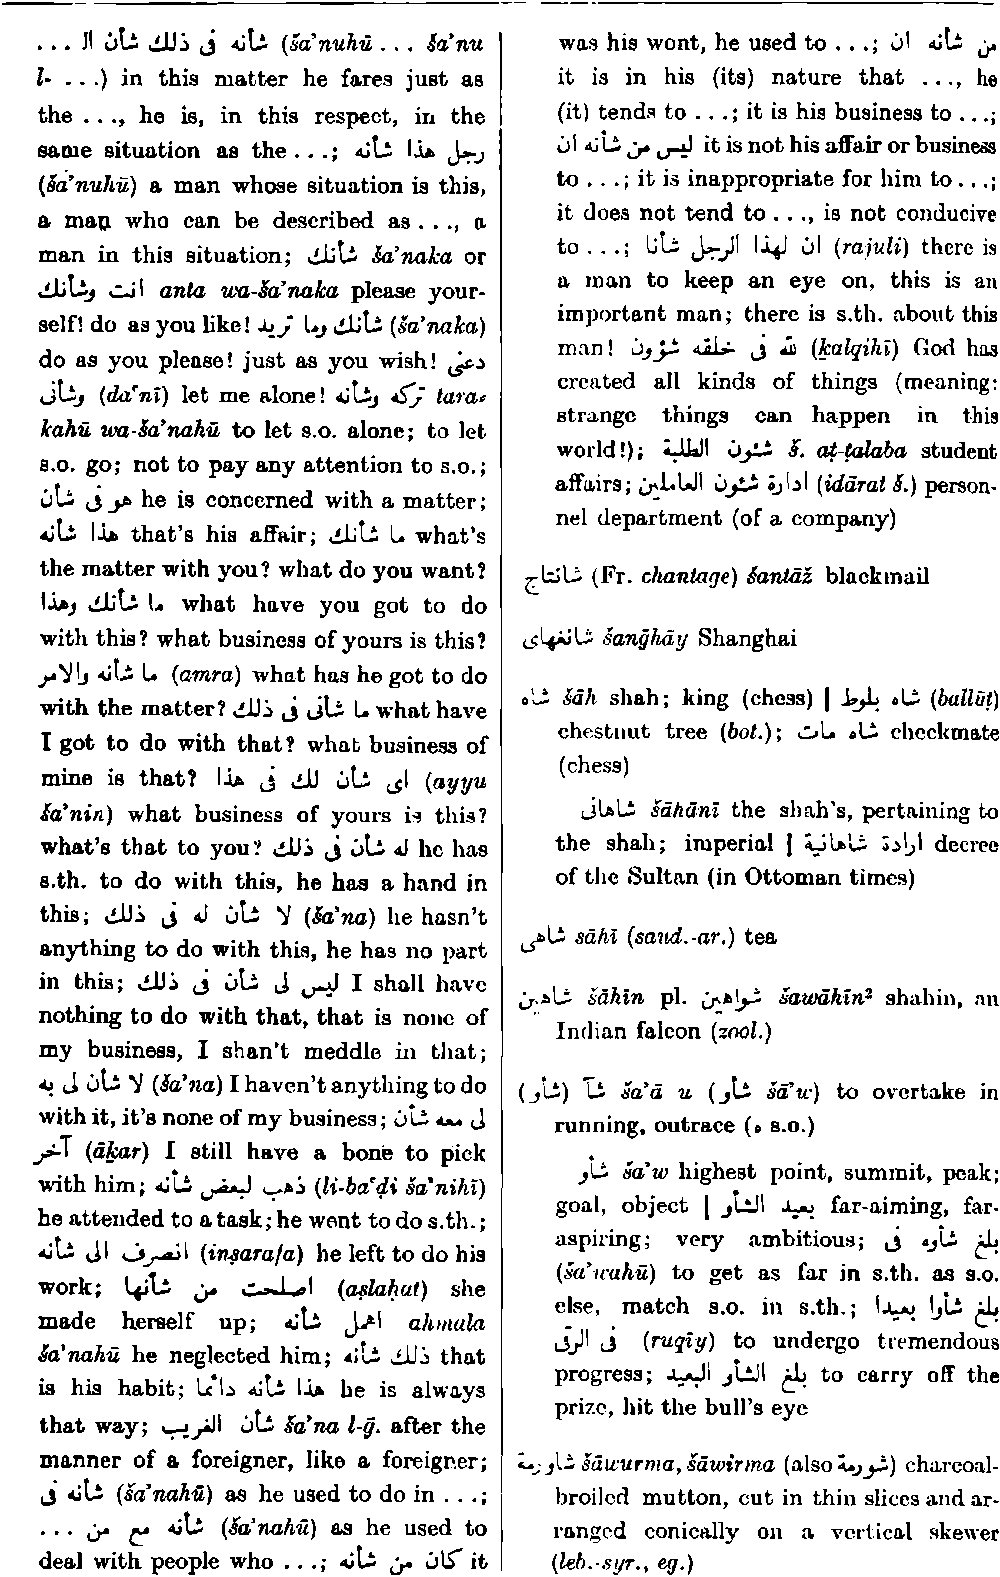 شأنه فى ذلك شأن الـ ... (ša’nuhū ... ša’nu
l- ...) in this matter he fares just as
the ..., he is, in this respect, in the
same situation as the ...; رجل هذا شأنه
(ša’nuhū) a man whose situation is this,
a man who can be described as ..., a
man in this situation; شأنك ša’naka or
انت وشأنك anta wa-ša’naka please your-
self! do as you like! شأنك وما تريد (ša’naka)
do as you please! just as you wish! دعنى
وشأنى (da‘nī) let me alone! تركه وشأنه tara-
kahū wa-ša’nahū to let s.o. alone; to let
s.o. go; not to pay any attention to s.o.;
هو فى شأن he is concerned with a matter;
هذا شأنه that’s his affair; ما شأنك what’s
the matter with you? what do you want?
ما شأنك وهذا what have you got to do
with this? what business of yours is this?
ما شأنه والامر (amra) what has he got to do
with the matter? ما شأنى فى ذلك what have
I got to do with that? what business of
mine is that? اى شأن لك فى هذا (ayyu
ša’nin) what business of yours is this?
what’s that to you? له شأن فى ذلك he has
s.th. to do with this, he has a hand in
this; لا شأن له فى ذلك (ša’na) he hasn’t
anything to do with this, he has no part
in this; ليس لى شأن فى ذلك I shall have
nothing to do with that, that is none of
my business, I shan’t meddle in that;
لا شأن لى به (ša’na) I haven’t anything to do
with it, it’s none of my business; لى معه شأن
آخر (āḵar) I still have a bone to pick
with him; ذهب لبعض شأنه (li-ba‘ḍi ša’nihī)
he attended to a task; he went to do s.th.;
انصرف الى شأنه (inṣarafa) he left to do his
work; اصلحت من شأنها (aṣlaḥat) she
made herself up; اهمل شأنه ahmala
ša’nahū he neglected him; ذلك شأنه that
is his habit; هذا شأنه دائما he is always
that way; شأن الغريب ša’na l-ḡ. after the
manner of a foreigner, like a foreigner;
شأنه فى (ša’nahū) as he used to do in ...;
شأنه مع من ... (ša’nahū) as he used to
deal with people who ...; كان من شأنه it
was his wont, he used to ...; من شأنه ان
it is in his (its) nature that ..., he
(it) tends to ...; it is his business to ...;
ليس من شأنه ان it is not his affair or business
to ...; it is inappropriate for him to ...;
it does not tend to ..., is not conducive
to ...; ان لهذا الرجل شأنا (rajuli) there is
a man to keep an eye on, this is an
important man; there is s.th. about this
man! لله فى خلقه شؤون (ḵalqihī) God has
created all kinds of things (meaning:
strange things can happen in this
world!); شئون الطلبة š. aṭ-ṭalaba student
affairs; ادارة شئون العاملين (idārat š.) person-
nel department (of a company)
شانتاج (Fr. chantage) šantāž blackmail
شانغهاى šanḡhāy Shanghai
شاه šāh shah; king (chess) | شاه بلوط (ballūṭ)
chestnut tree (bot.); شاه مات checkmate
(chess)
شاهانى šāhānī the shah’s, pertaining to
the shah; imperial | ارادة شاهانية decree
of the Sultan (in Ottoman times)
شاهى šāhī (saud.-ar.) tea
شاهين šāhīn pl. شواهين šawāhīn² shahin, an
Indian falcon (zool.)
(شأو) شآ ša’ā u (شأو ša’w) to overtake in
running, outrace (ه s.o.)
شأو ša’w highest point, summit, peak;
goal, object | بعيد الشأو far-aiming, far-
aspiring; very ambitious; بلغ شأوه فى
(ša’wahū) to get as far in s.th. as s.o.
else, match s.o. in s.th.; بلغ شأوا بعيدا
فى الرقى (ruqīy) to undergo tremendous
progress; بلغ الشأو البعيد to carry off the
prize, hit the bull’s eye
شاورمة šāwurma, šāwirma (also شورمة) charcoal-
broiled mutton, cut in thin slices and ar-
ranged conically on a vertical skewer
(leb.-syr., eg.)